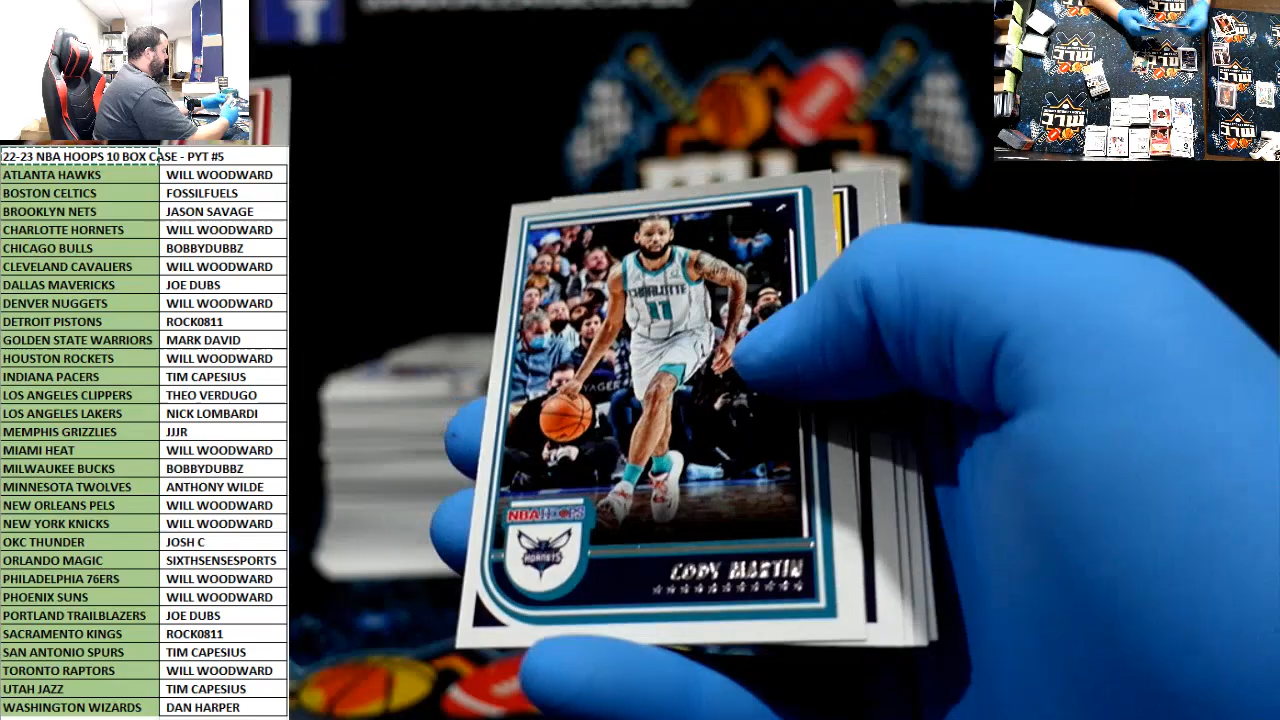 22-23 NBA HOOPS 10 BOX CASE - PYT #5
ATLANTA HAWKS WILL WOODWARD
BOSTON CELTICS FOSSILFUELS
BROOKLYN NETS JASON SAVAGE
CHARLOTTE HORNETS WILL WOODWARD
CHICAGO BULLS BOBBYDUBBZ
CLEVELAND CAVALIERS WILL WOODWARD
DALLAS MAVERICKS JOE DUBS
DENVER NUGGETS WILL WOODWARD
DETROIT PISTONS ROCK0811
GOLDEN STATE WARRIORS MARK DAVID
HOUSTON ROCKETS WILL WOODWARD
INDIANA PACERS TIM CAPESIUS
LOS ANGELES CLIPPERS THEO VERDUGO
LOS ANGELES LAKERS NICK LOMBARDI
MEMPHIS GRIZZLIES JJJR
MIAMI HEAT WILL WOODWARD
MILWAUKEE BUCKS BOBBYDUBBZ
MINNESOTA TWOLVES ANTHONY WILDE
NEW ORLEANS PELS WILL WOODWARD
NEW YORK KNICKS WILL WOODWARD
OKC THUNDER JOSH C
ORLANDO MAGIC SIXTHSENSESPORTS
PHILADELPHIA 76ERS WILL WOODWARD
PHOENIX SUNS WILL WOODWARD
PORTLAND TRAILBLAZERS JOE DUBS
SACRAMENTO KINGS ROCK0811
SAN ANTONIO SPURS TIM CAPESIUS
TORONTO RAPTORS WILL WOODWARD
UTAH JAZZ TIM CAPESIUS
WASHINGTON WIZARDS DAN HARPER
CHARLOTTE
11
NBA HOOPS
HORNETS
CODY MARTIN